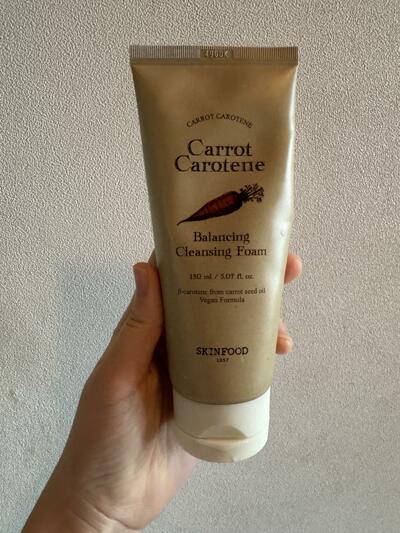 CARROT CAROTENE
Carrot
Carotene
Balancing
Cleansing Foam
150 ml / 5.07 fl. oz.
β-carotene from carrot seed oil
Vegan Formula
SKINFOOD
1957